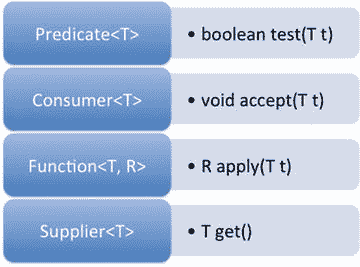 Predicate<T>
• boolean test(T t)
Consumer<T>
• void accept(T t)
Function<T, R>
• R apply(T t)
Supplier<T>
• T get()